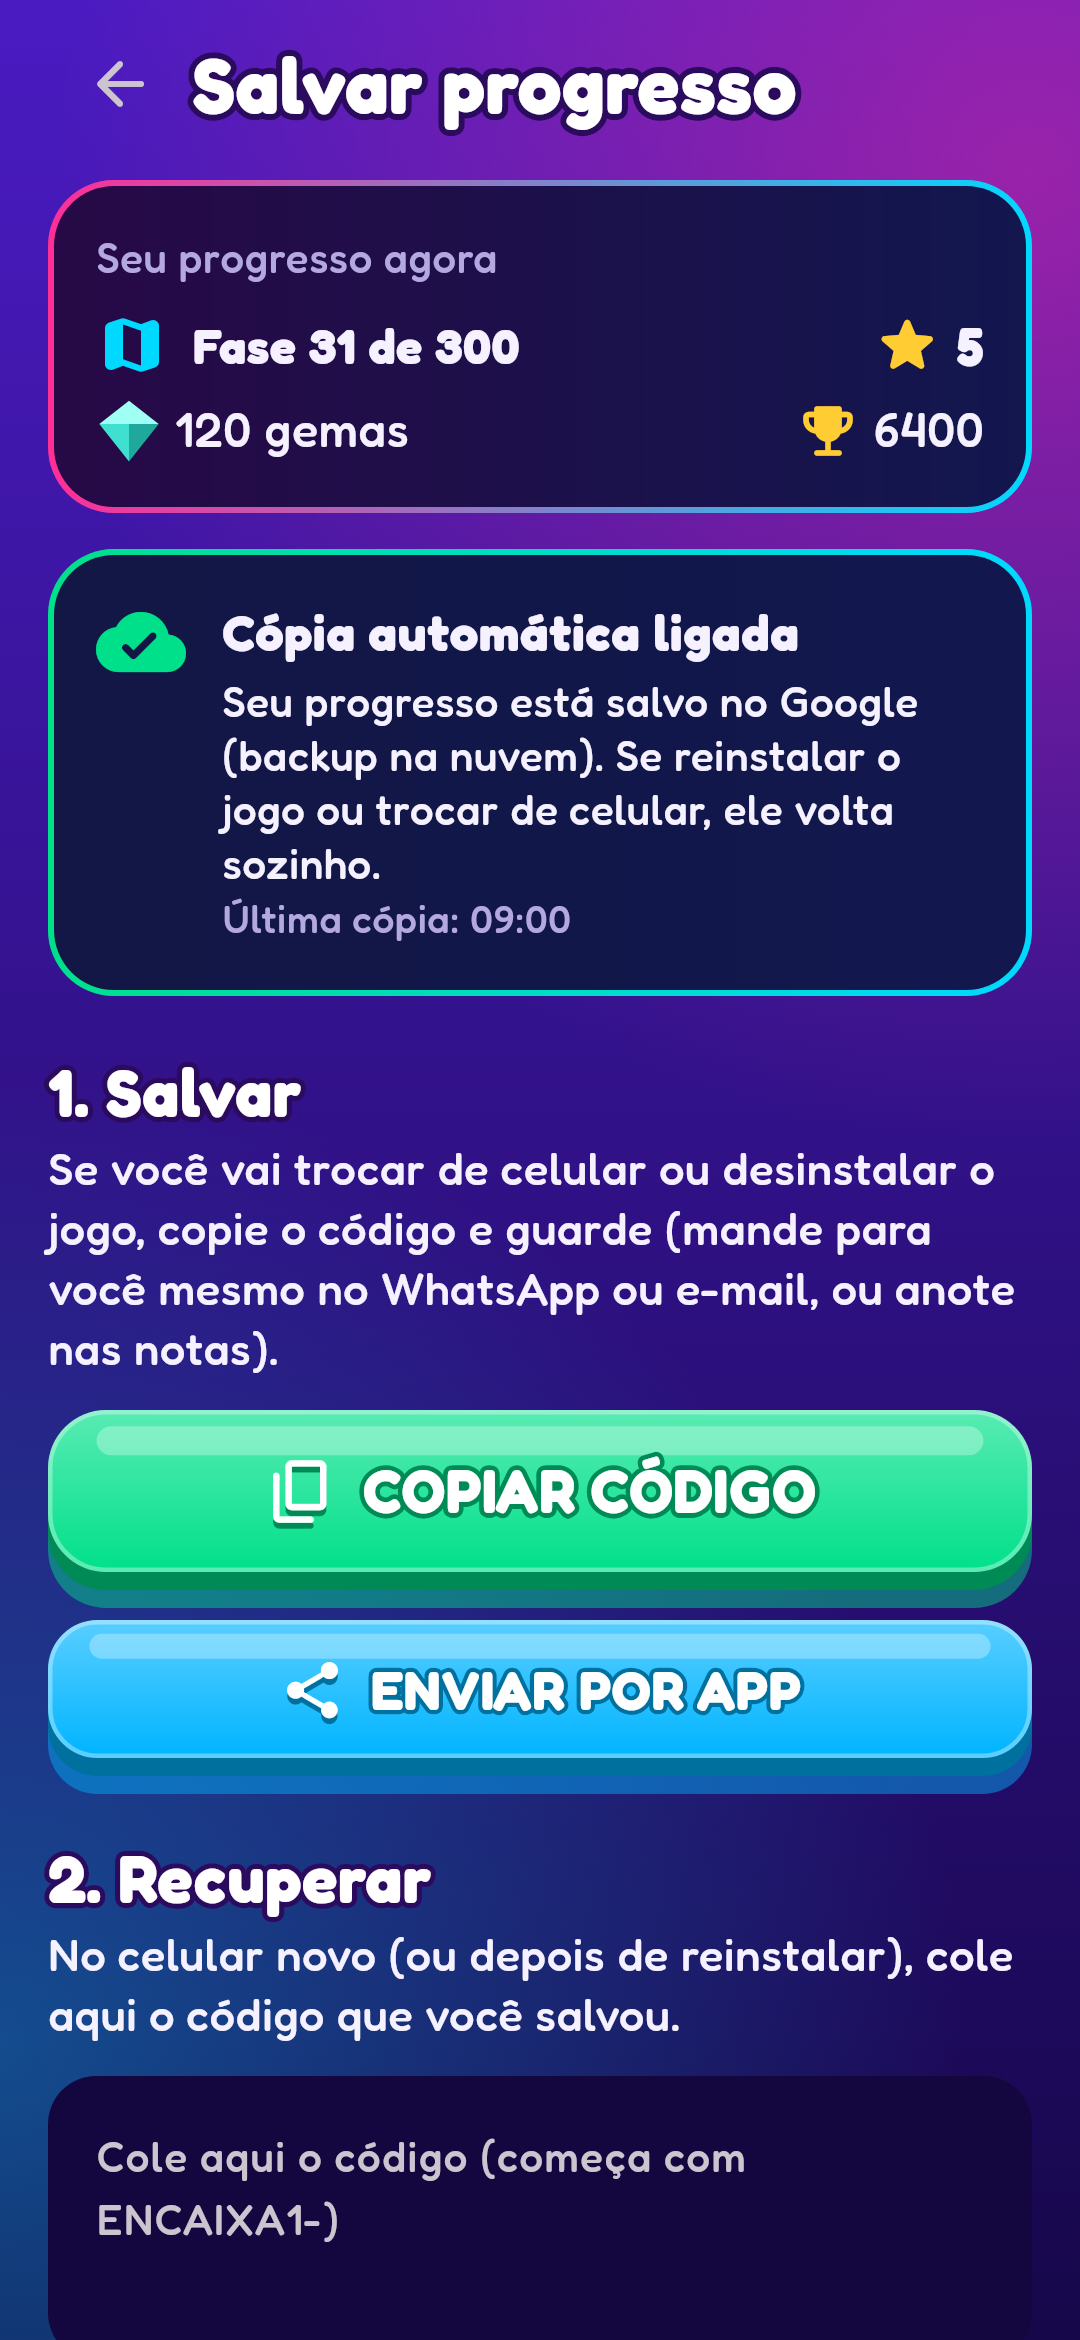 Salvar progresso
Seu progresso agora
Fase 31 de 300
5
120 gemas
6400
Cópia automática ligada
Seu progresso está salvo no Google
(backup na nuvem). Se reinstalar o
jogo ou trocar de celular, ele volta
sozinho.
Última cópia: 09:00
1. Salvar
Se você vai trocar de celular ou desinstalar o
jogo, copie o código e guarde (mande para
você mesmo no WhatsApp ou e-mail, ou anote
nas notas).
COPIAR CÓDIGO
ENVIAR POR APP
2. Recuperar
No celular novo (ou depois de reinstalar), cole
aqui o código que você salvou.
Cole aqui o código (começa com
ENCAIXA1-)